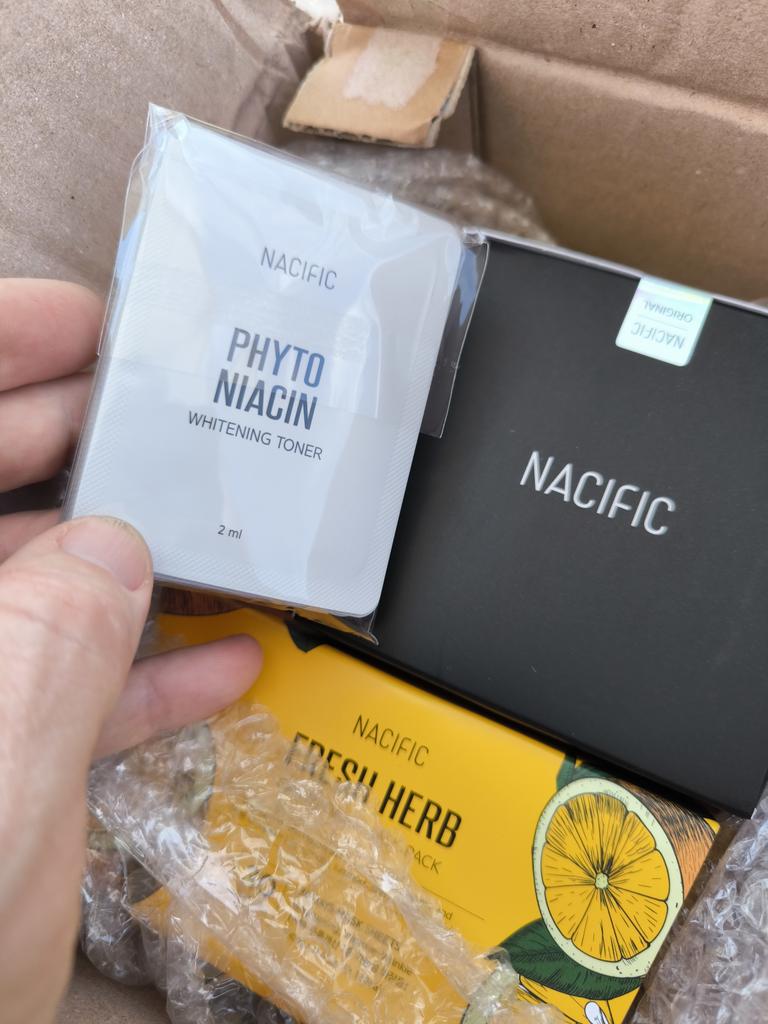 NACIFIC
PHYTO
NIACIN
WHITENING TONER
2 ml
NACIFIC
ORIGINAL
NACIFIC
NACIFIC
FRESH HERB
PACK